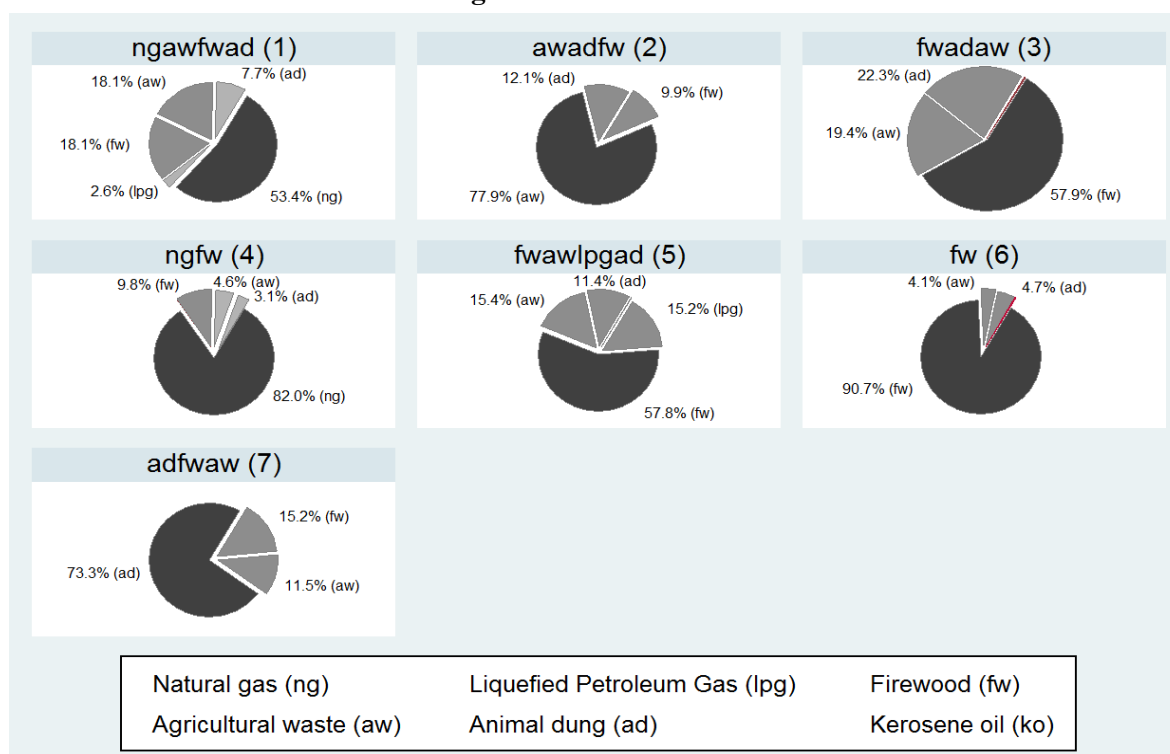 g
ngawfwad (1)
18.1% (aw)
7.7% (ad)
18.1% (fw)
2.6% (lpg)
53.4% (ng)
awadfw (2)
12.1% (ad)
9.9% (fw)
77.9% (aw)
fwadaw (3)
22.3% (ad)
19.4% (aw)
57.9% (fw)
ngfw (4)
9.8% (fw)
4.6% (aw)
3.1% (ad)
82.0% (ng)
fwawlpgad (5)
11.4% (ad)
15.4% (aw)
15.2% (lpg)
57.8% (fw)
fw (6)
4.1% (aw)
4.7% (ad)
90.7% (fw)
adfwaw (7)
15.2% (fw)
73.3% (ad)
11.5% (aw)
Natural gas (ng) Liquefied Petroleum Gas (lpg) Firewood (fw)
Agricultural waste (aw) Animal dung (ad) Kerosene oil (ko)